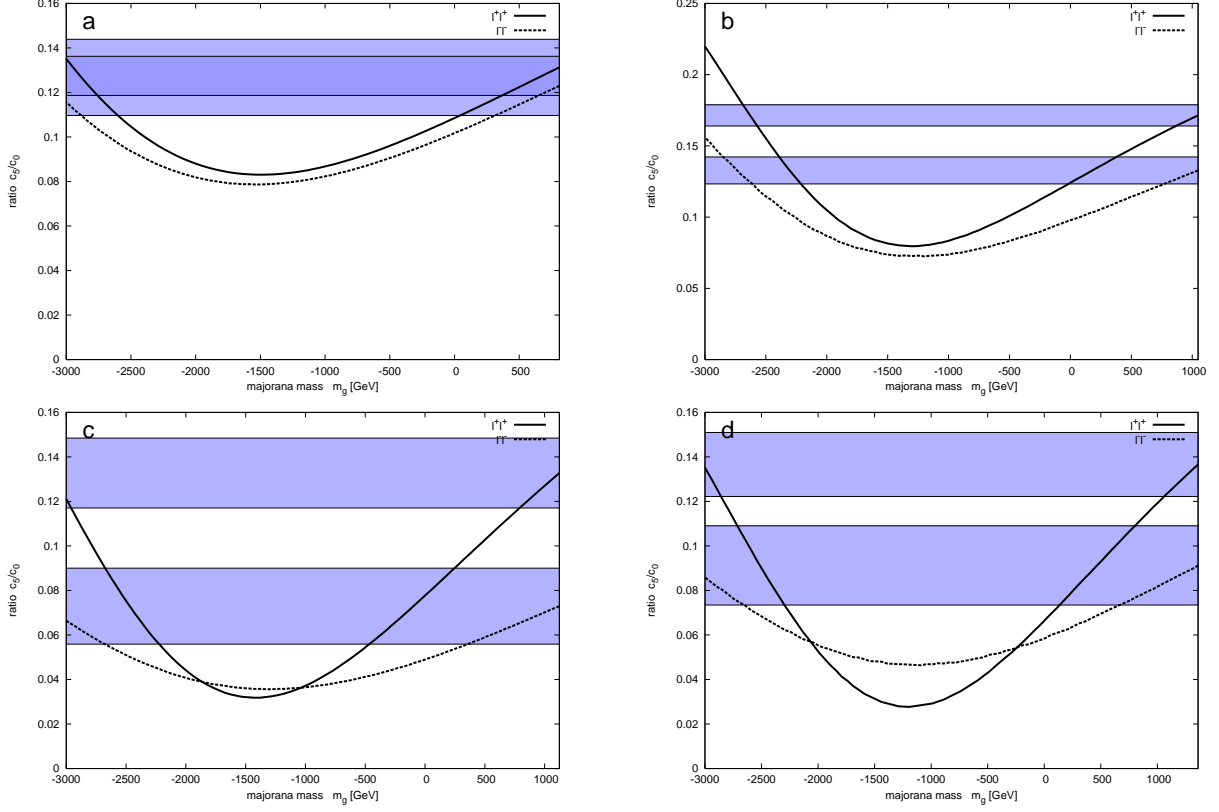 a
l⁺l⁺
l⁻l⁻
ratio c₅/c₀
0.16
0.14
0.12
0.1
0.08
0.06
0.04
0.02
0
-3000 -2500 -2000 -1500 -1000 -500 0 500
majorana mass m_g [GeV]
b
l⁺l⁺
l⁻l⁻
ratio c₅/c₀
0.25
0.2
0.15
0.1
0.05
0
-3000 -2500 -2000 -1500 -1000 -500 0 500 1000
majorana mass m_g [GeV]
c
l⁺l⁺
l⁻l⁻
ratio c₅/c₀
0.16
0.14
0.12
0.1
0.08
0.06
0.04
0.02
0
-3000 -2500 -2000 -1500 -1000 -500 0 500 1000
majorana mass m_g [GeV]
d
l⁺l⁺
l⁻l⁻
ratio c₅/c₀
0.16
0.14
0.12
0.1
0.08
0.06
0.04
0.02
0
-3000 -2500 -2000 -1500 -1000 -500 0 500 1000
majorana mass m_g [GeV]